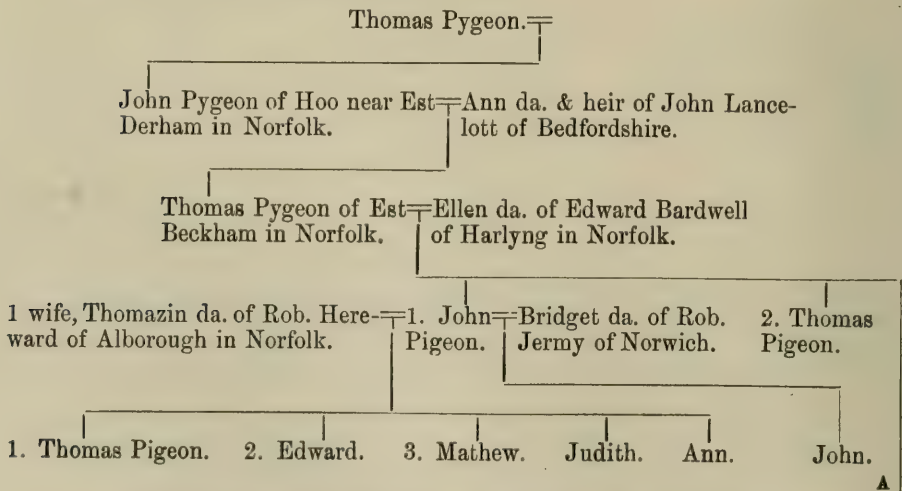 Thomas Pygeon.
John Pygeon of Hoo near Est
Derham in Norfolk.
Ann da. & heir of John Lance-
lott of Bedfordshire.
Thomas Pygeon of Est
Beckham in Norfolk.
Ellen da. of Edward Bardwell
of Harlyng in Norfolk.
1 wife, Thomazin da. of Rob. Here-
ward of Alborough in Norfolk.
1. John
Pigeon.
Bridget da. of Rob.
Jermy of Norwich.
2. Thomas
Pigeon.
1. Thomas Pigeon. 2. Edward. 3. Mathew. Judith. Ann. John.
A